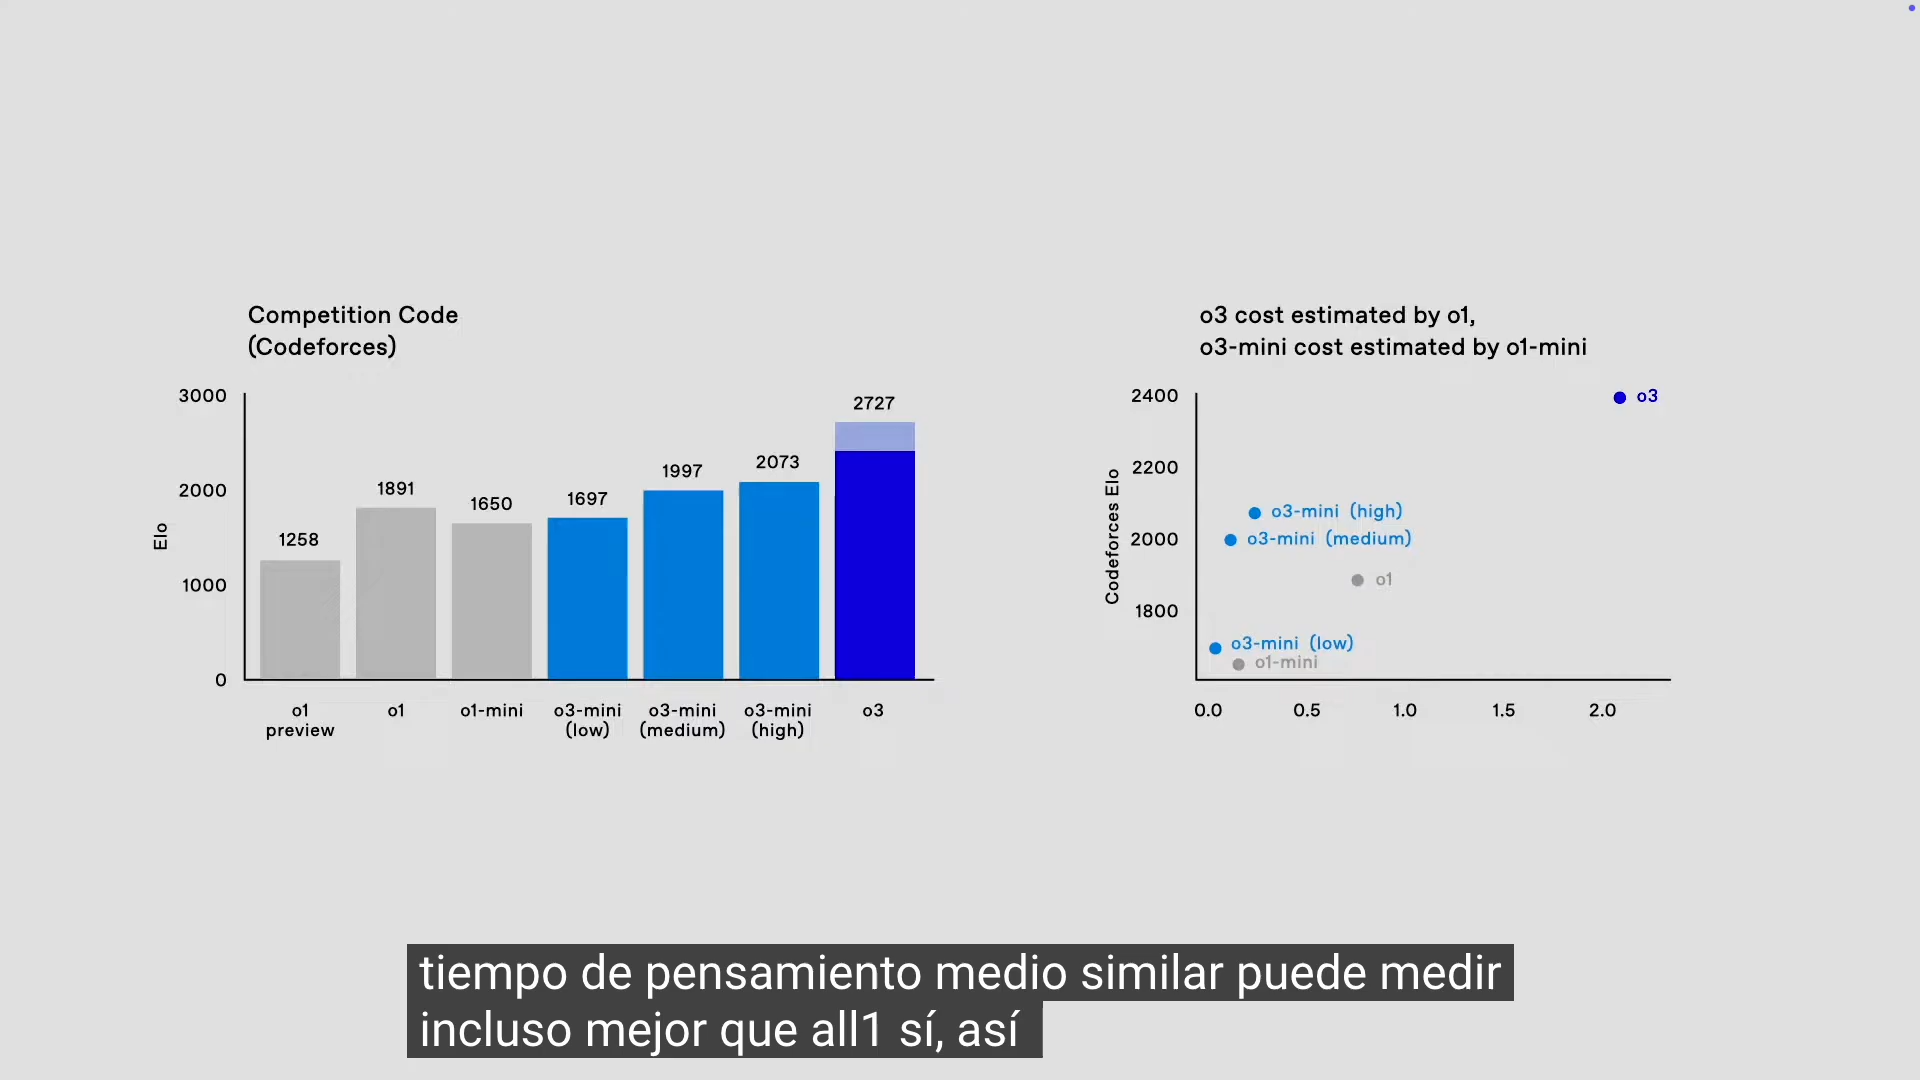 Competition Code
(Codeforces)
3000
2000
1000
0
Elo
1258
1891
1650
1697
1997
2073
2727
o1
preview
o1
o1-mini
o3-mini
(low)
o3-mini
(medium)
o3-mini
(high)
o3
o3 cost estimated by o1,
o3-mini cost estimated by o1-mini
2400
2200
2000
1800
Codeforces Elo
o3
o3-mini (high)
o3-mini (medium)
o1
o3-mini (low)
o1-mini
0.0 0.5 1.0 1.5 2.0
tiempo de pensamiento medio similar puede medir
incluso mejor que all1 sí, así